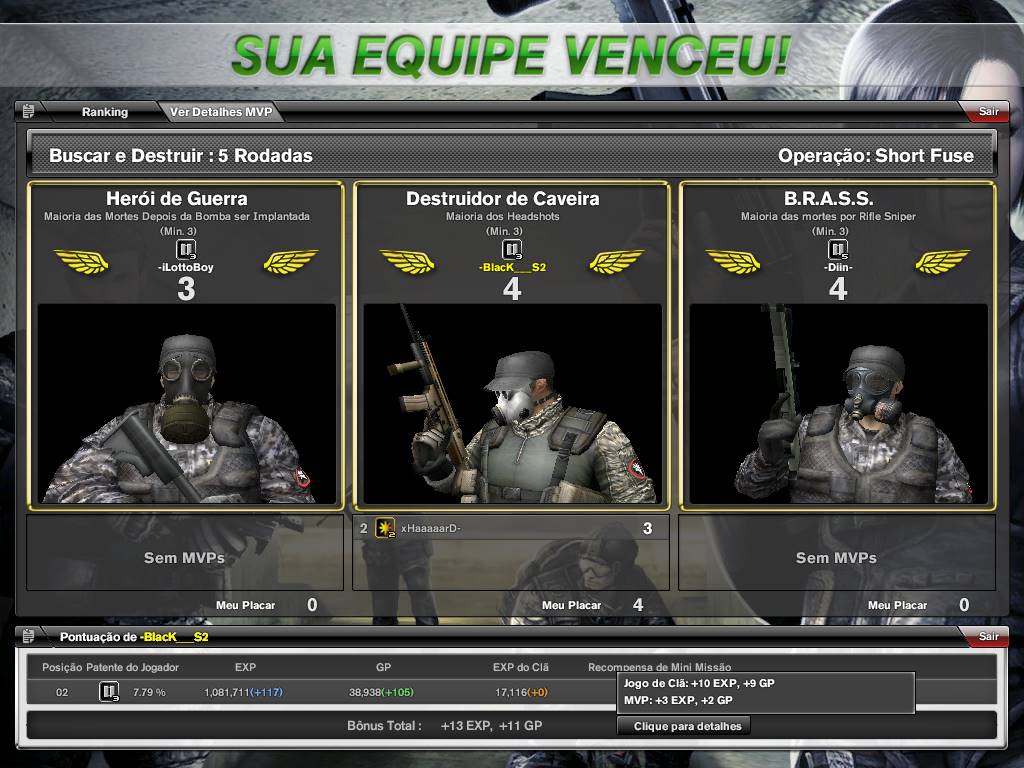 SUA EQUIPE VENCEU!
Ranking
Ver Detalhes MVP
Sair
Buscar e Destruir : 5 Rodadas
Operação: Short Fuse
Herói de Guerra
Maioria das Mortes Depois da Bomba ser Implantada
(Min. 3)
3
-iLottoBoy
3
Destruidor de Caveira
Maioria dos Headshots
(Min. 3)
3
-BlacK___S2
4
B.R.A.S.S.
Maioria das mortes por Rifle Sniper
(Min. 3)
5
-Diin-
4
Sem MVPs
2 2 xHaaaaarD- 3
Sem MVPs
Meu Placar 0
Meu Placar 4
Meu Placar 0
Pontuação de -BlacK___S2
Sair
Posição Patente do Jogador EXP GP EXP do Clã Recompensa de Mini Missão
02 3 7.79 % 1,081,711(+117) 38,938(+105) 17,116(+0)
Jogo de Clã: +10 EXP, +9 GP
MVP: +3 EXP, +2 GP
Bônus Total : +13 EXP, +11 GP
Clique para detalhes